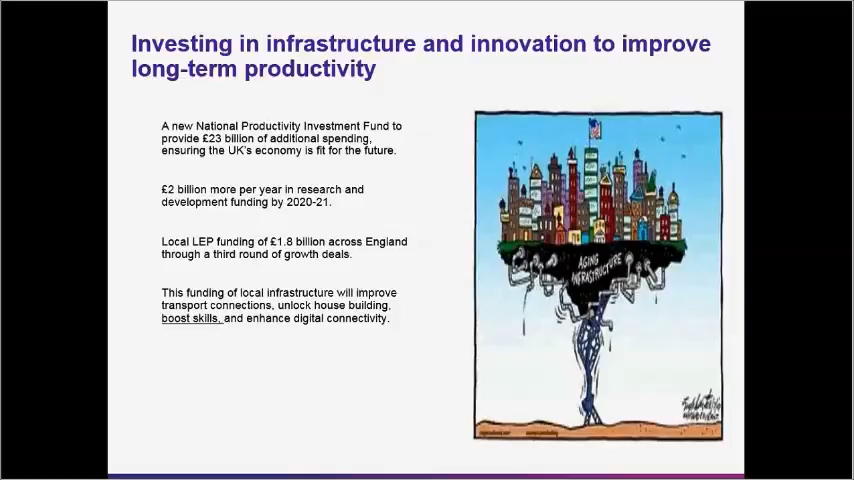 Investing in infrastructure and innovation to improve
long-term productivity
A new National Productivity Investment Fund to
provide £23 billion of additional spending,
ensuring the UK's economy is fit for the future.
£2 billion more per year in research and
development funding by 2020-21.
Local LEP funding of £1.8 billion across England
through a third round of growth deals.
This funding of local infrastructure will improve
transport connections, unlock house building,
boost skills, and enhance digital connectivity.
AGING
INFRASTRUCTURE